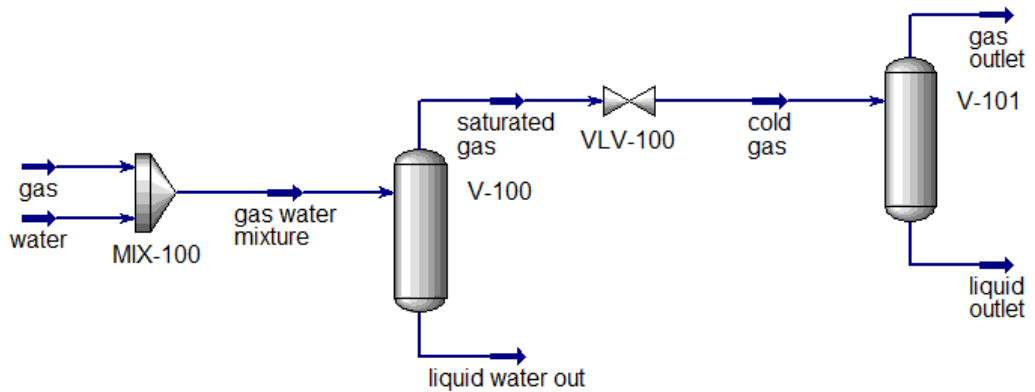 gas
water
MIX-100
gas water
mixture
V-100
liquid water out
saturated
gas
VLV-100
cold
gas
gas
outlet
V-101
liquid
outlet